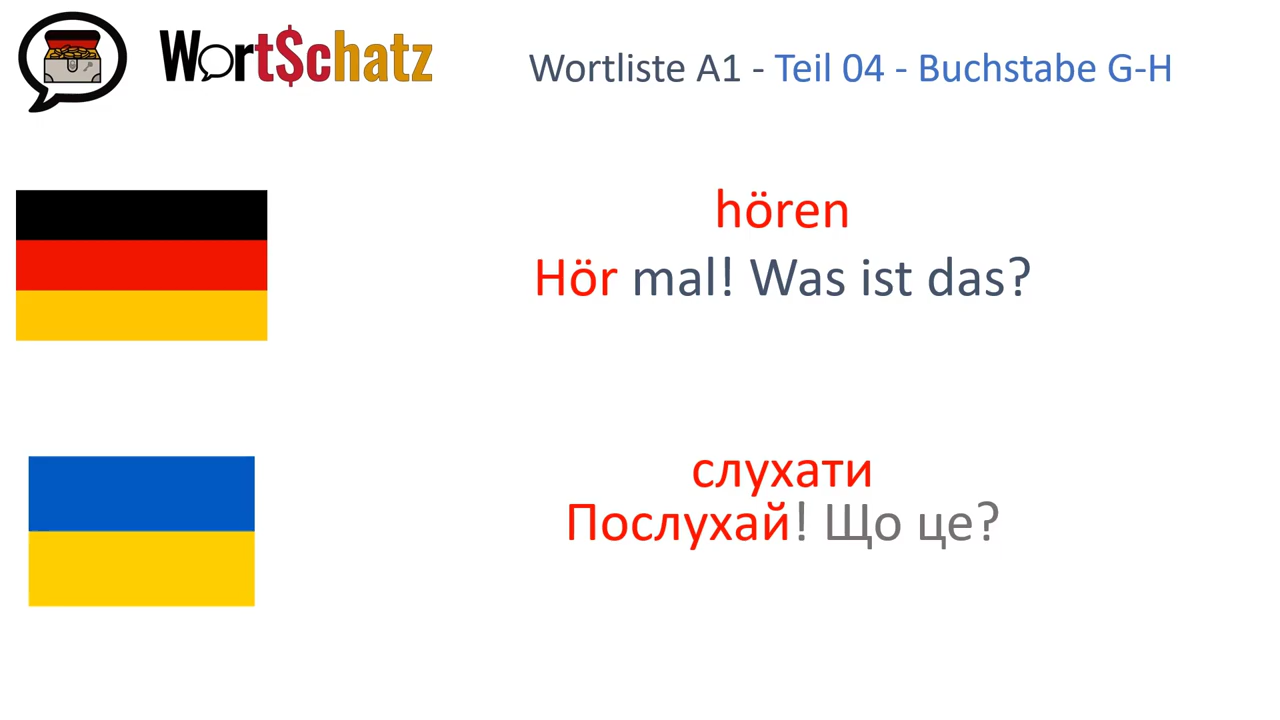 Wort$chatz
Wortliste A1 - Teil 04 - Buchstabe G-H
hören
Hör mal! Was ist das?
слухати
Послухай! Що це?